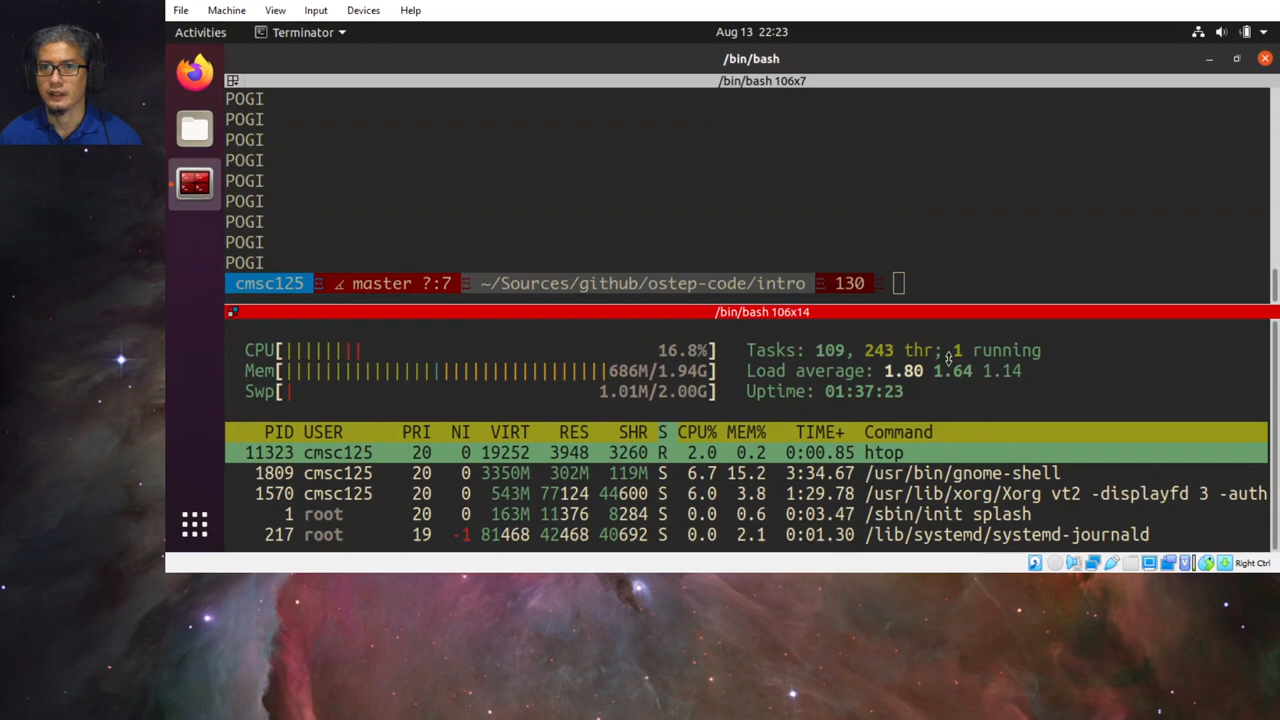 File Machine View Input Devices Help
Activities Terminator Aug 13 22:23
/bin/bash
/bin/bash 106x7
POGI
POGI
POGI
POGI
POGI
POGI
POGI
POGI
POGI
cmsc125 master ?:7 ~/Sources/github/ostep-code/intro 130
/bin/bash 106x14
CPU[|||||||| 16.8%] Tasks: 109, 243 thr; 1 running
Mem[||||||||||||||||||||||||||||||||||686M/1.94G] Load average: 1.80 1.64 1.14
Swp[| 1.01M/2.00G] Uptime: 01:37:23
PID USER PRI NI VIRT RES SHR S CPU% MEM% TIME+ Command
11323 cmsc125 20 0 19252 3948 3260 R 2.0 0.2 0:00.85 htop
1809 cmsc125 20 0 3350M 302M 119M S 6.7 15.2 3:34.67 /usr/bin/gnome-shell
1570 cmsc125 20 0 543M 77124 44600 S 6.0 3.8 1:29.78 /usr/lib/xorg/Xorg vt2 -displayfd 3 -auth
1 root 20 0 163M 11376 8284 S 0.0 0.6 0:03.47 /sbin/init splash
217 root 19 -1 81468 42468 40692 S 0.0 2.1 0:01.30 /lib/systemd/systemd-journald
Right Ctrl